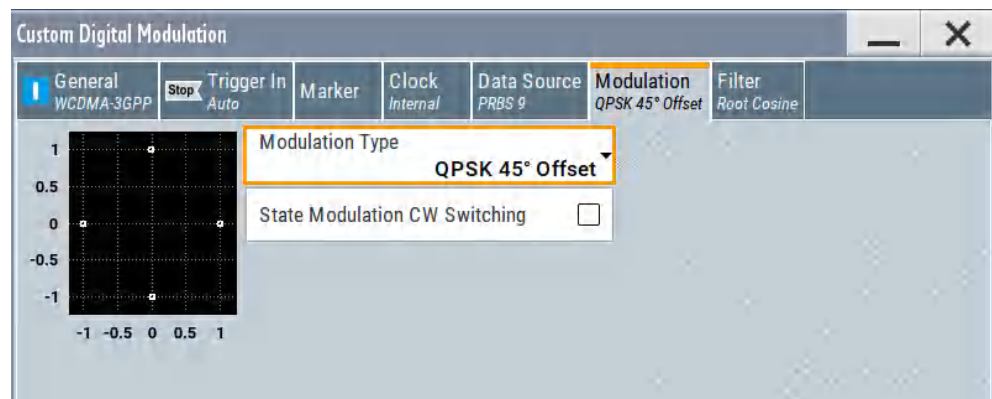 Custom Digital Modulation
General
WCDMA-3GPP
Stop
Trigger In
Auto
Marker
Clock
Internal
Data Source
PRBS 9
Modulation
QPSK 45° Offset
Filter
Root Cosine
Modulation Type
QPSK 45° Offset
State Modulation CW Switching
1
0.5
0
-0.5
-1
-1 -0.5 0 0.5 1